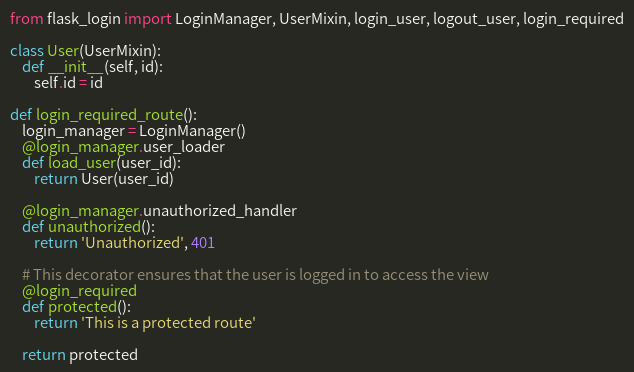 from flask_login import LoginManager, UserMixin, login_user, logout_user, login_required

class User(UserMixin):
    def __init__(self, id):
        self.id = id

def login_required_route():
    login_manager = LoginManager()
    @login_manager.user_loader
    def load_user(user_id):
        return User(user_id)

    @login_manager.unauthorized_handler
    def unauthorized():
        return 'Unauthorized', 401

    # This decorator ensures that the user is logged in to access the view
    @login_required
    def protected():
        return 'This is a protected route'

    return protected